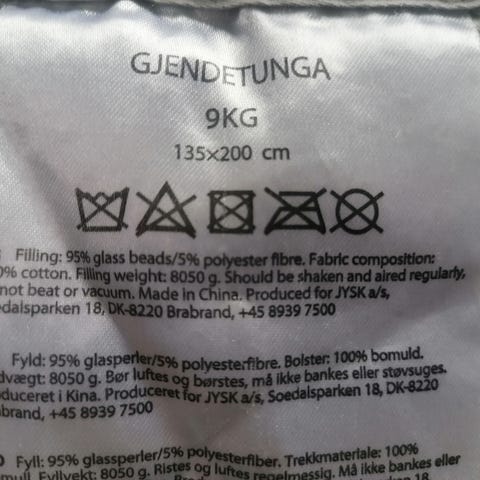 GJENDETUNGA
9KG
135×200 cm
Filling: 95% glass beads/5% polyester fibre. Fabric composition:
0% cotton. Filling weight: 8050 g. Should be shaken and aired regularly,
not beat or vacuum. Made in China. Produced for JYSK a/s,
oedalsparken 18, DK-8220 Brabrand, +45 8939 7500
Fyld: 95% glasperler/5% polyesterfibre. Bolster: 100% bomuld.
dvægt: 8050 g. Bør luftes og børstes, må ikke bankes eller støvsuges.
oduceret i Kina. Produceret for JYSK a/s, Soedalsparken 18, DK-8220
abrand, +45 8939 7500
Fyll: 95% glassperler/5% polyesterfiber. Trekkmateriale: 100%
mull. Fyllvekt: 8050 g. Ristes og luftes regelmessig. Må ikke bankes eller